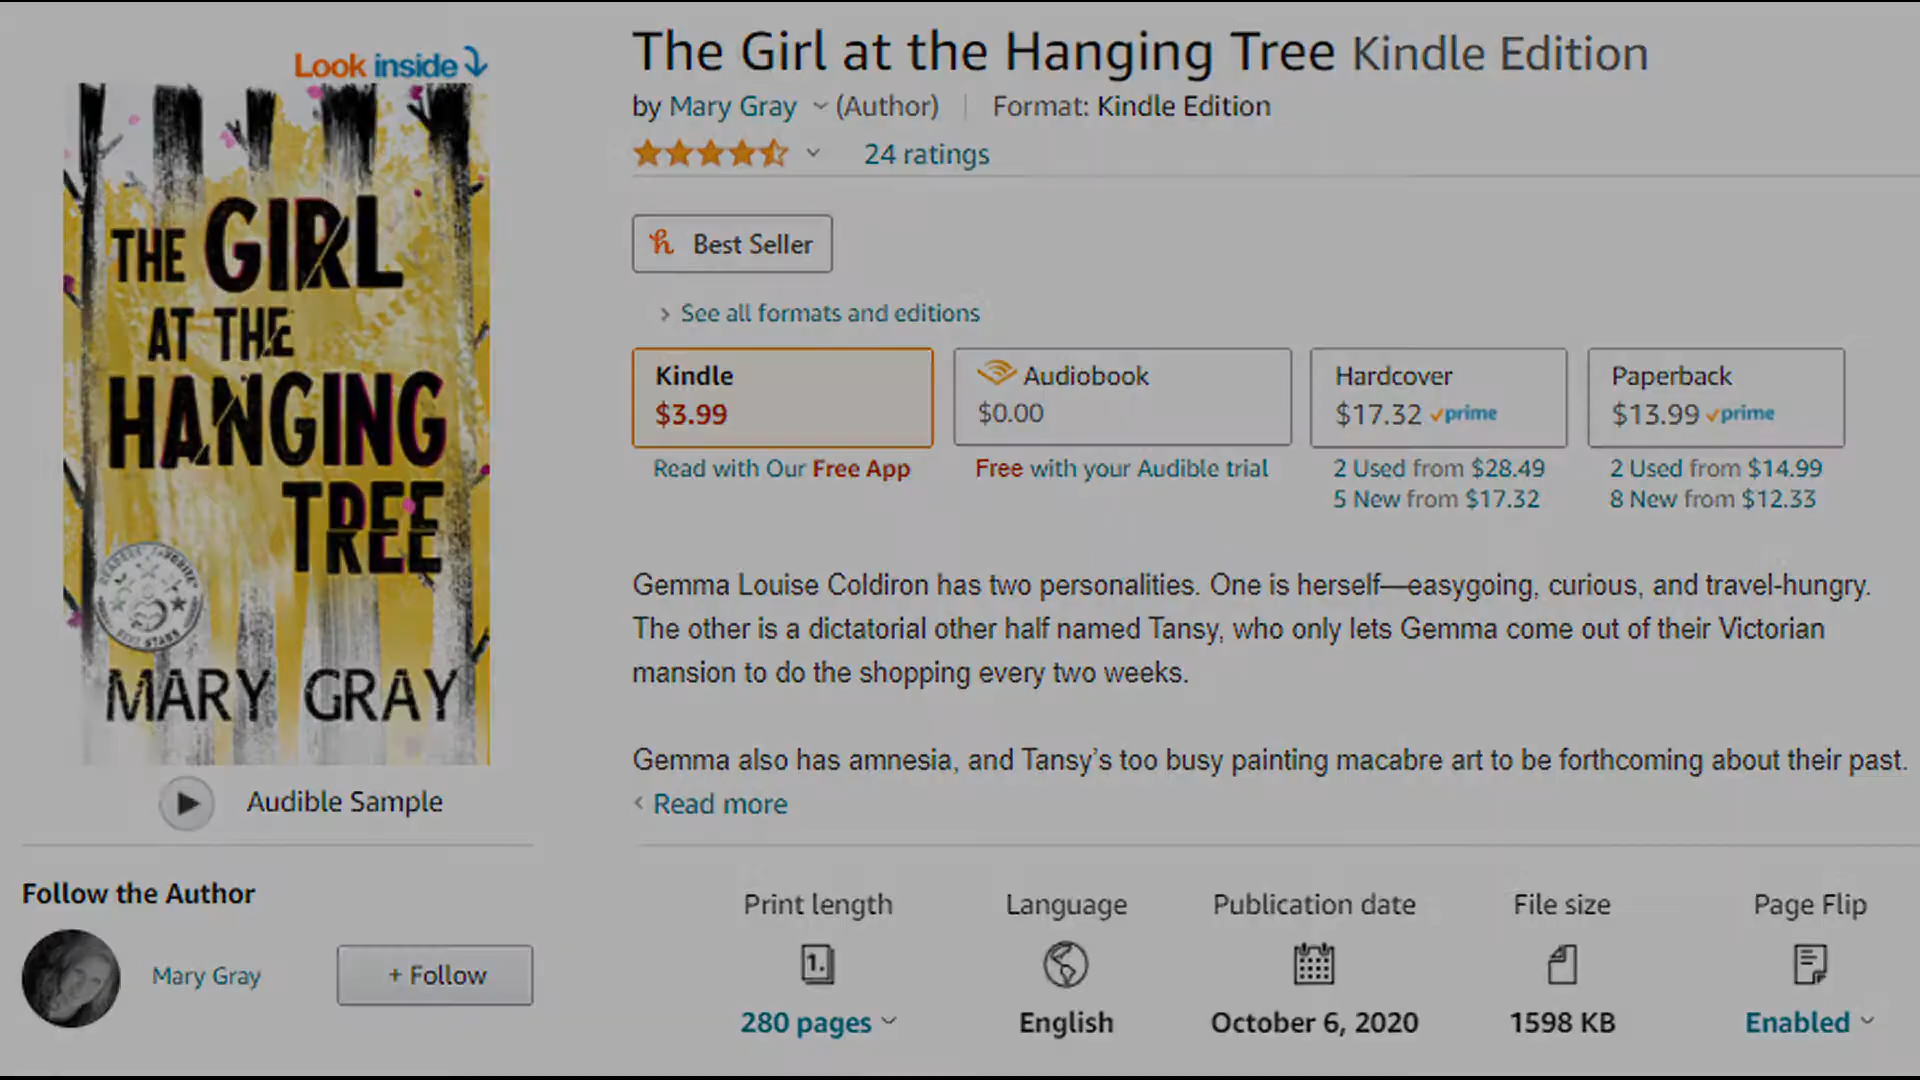 Look inside
THE GIRL
AT THE
HANGING
TREE
READERS' FAVORITE
FIVE STARS
MARY GRAY
Audible Sample
Follow the Author
Mary Gray
+ Follow
The Girl at the Hanging Tree Kindle Edition
by Mary Gray (Author) | Format: Kindle Edition
24 ratings
Best Seller
› See all formats and editions
Kindle
$3.99
Read with Our Free App
Audiobook
$0.00
Free with your Audible trial
Hardcover
$17.32 prime
2 Used from $28.49
5 New from $17.32
Paperback
$13.99 prime
2 Used from $14.99
8 New from $12.33
Gemma Louise Coldiron has two personalities. One is herself—easygoing, curious, and travel-hungry.
The other is a dictatorial other half named Tansy, who only lets Gemma come out of their Victorian
mansion to do the shopping every two weeks.
Gemma also has amnesia, and Tansy’s too busy painting macabre art to be forthcoming about their past.
‹ Read more
Print length
1.
280 pages
Language
English
Publication date
October 6, 2020
File size
1598 KB
Page Flip
Enabled